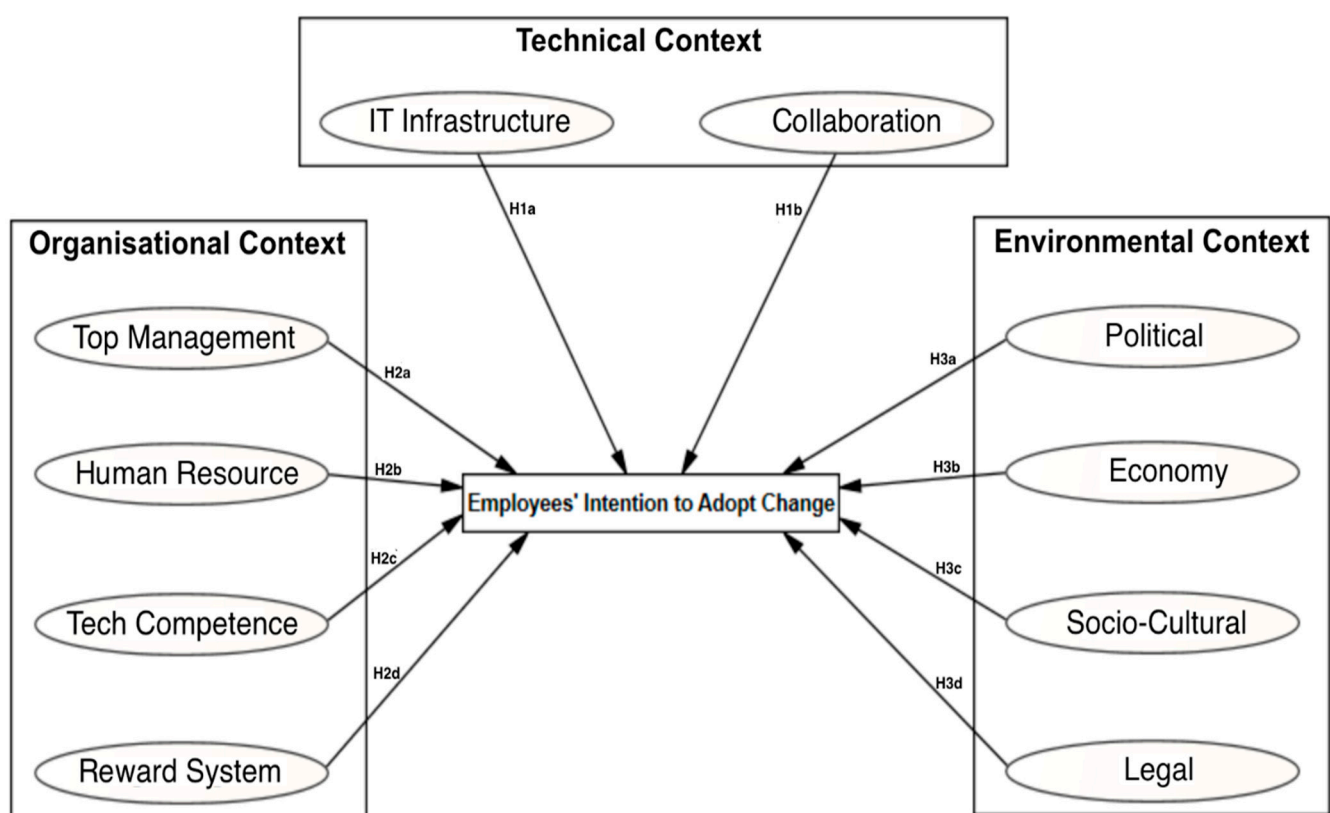 Technical Context
IT Infrastructure
Collaboration
H1a
H1b
Organisational Context
Top Management
Human Resource
Tech Competence
Reward System
H2a
H2b
H2c
H2d
Employees' Intention to Adopt Change
Environmental Context
Political
Economy
Socio-Cultural
Legal
H3a
H3b
H3c
H3d